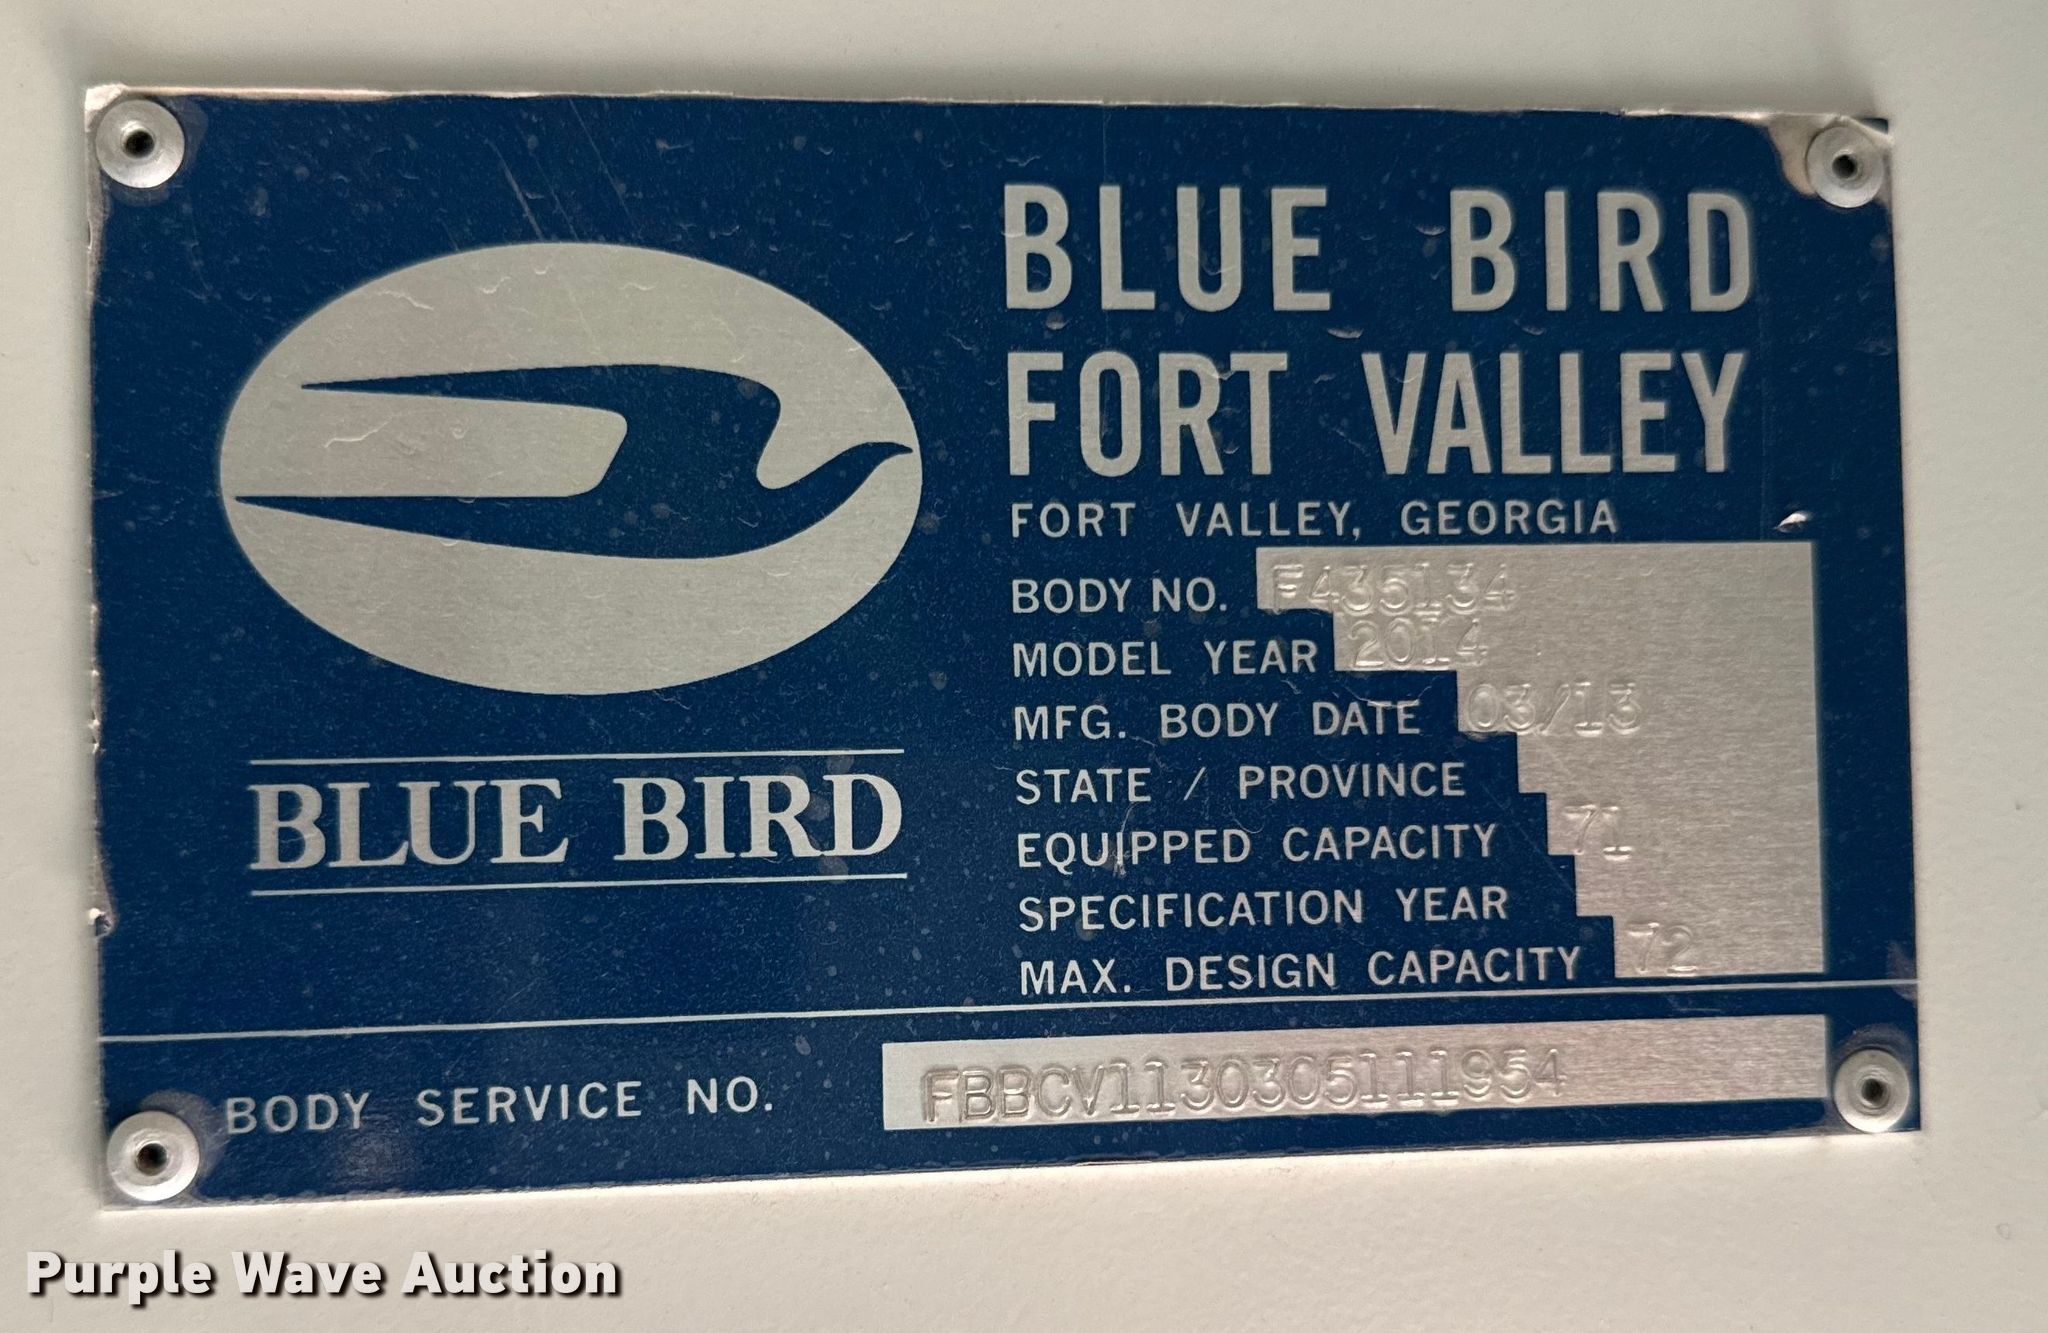 BLUE BIRD
FORT VALLEY
FORT VALLEY, GEORGIA
BODY NO. F435134
MODEL YEAR 2014
MFG. BODY DATE 03/13
STATE / PROVINCE
EQUIPPED CAPACITY 71
SPECIFICATION YEAR
MAX. DESIGN CAPACITY 72
BLUE BIRD
BODY SERVICE NO. FBBCV1130305111954
Purple Wave Auction